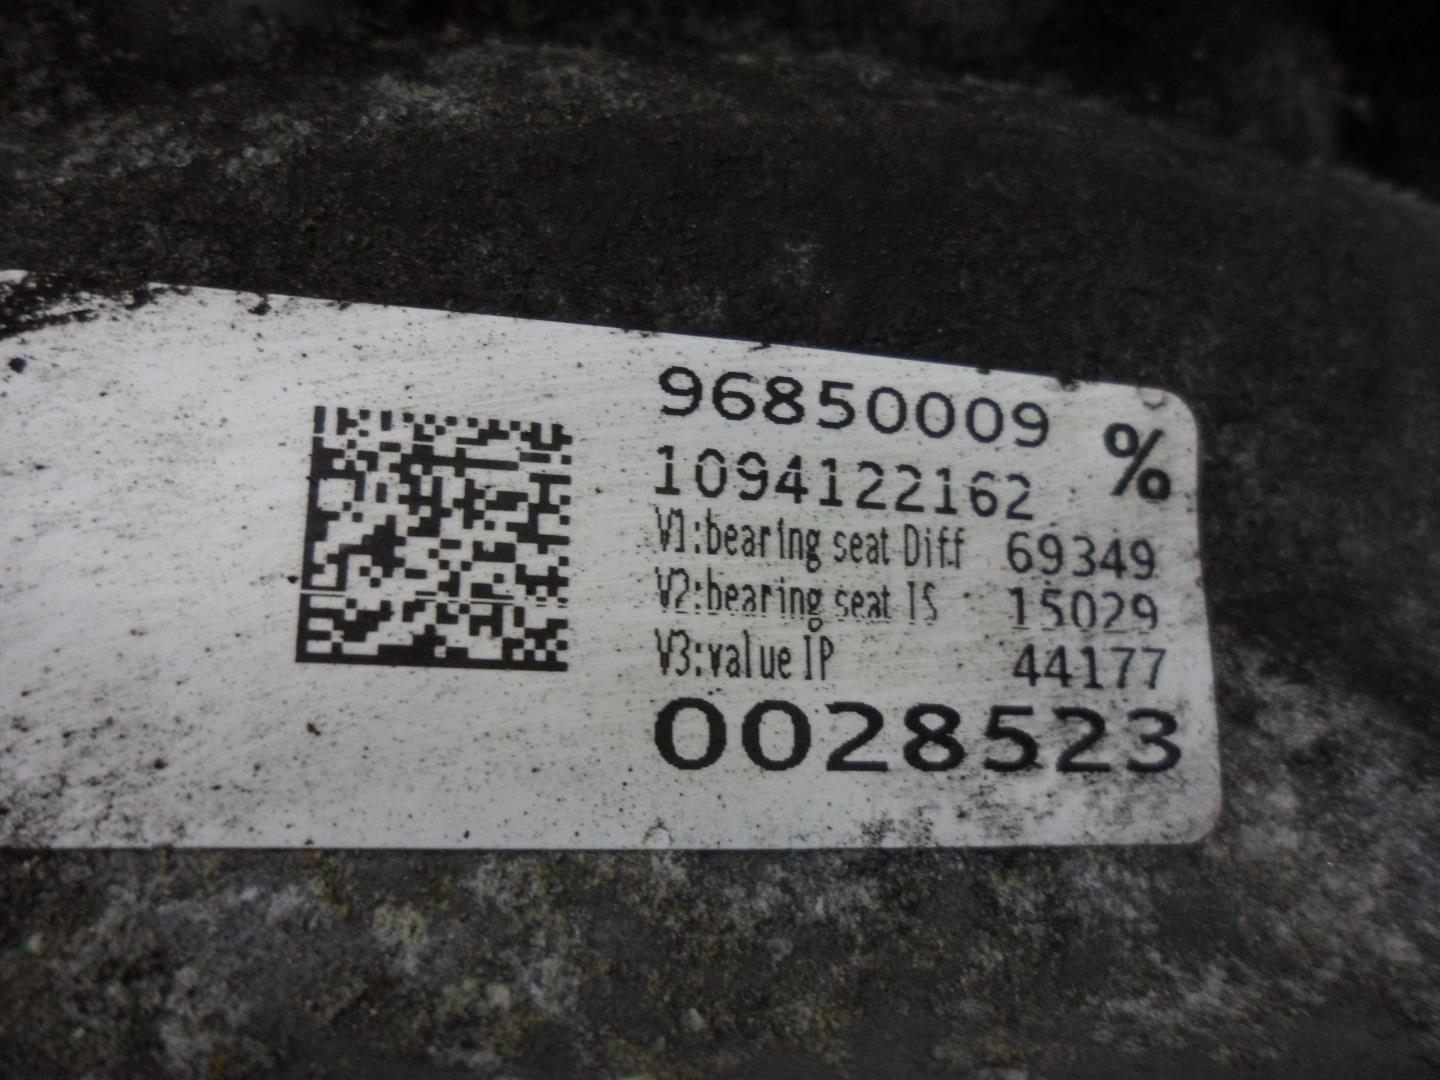 96850009 %
1094122162
V1:bearing seat Diff 69349
V2:bearing seat IS 15029
V3:value IP 44177
0028523